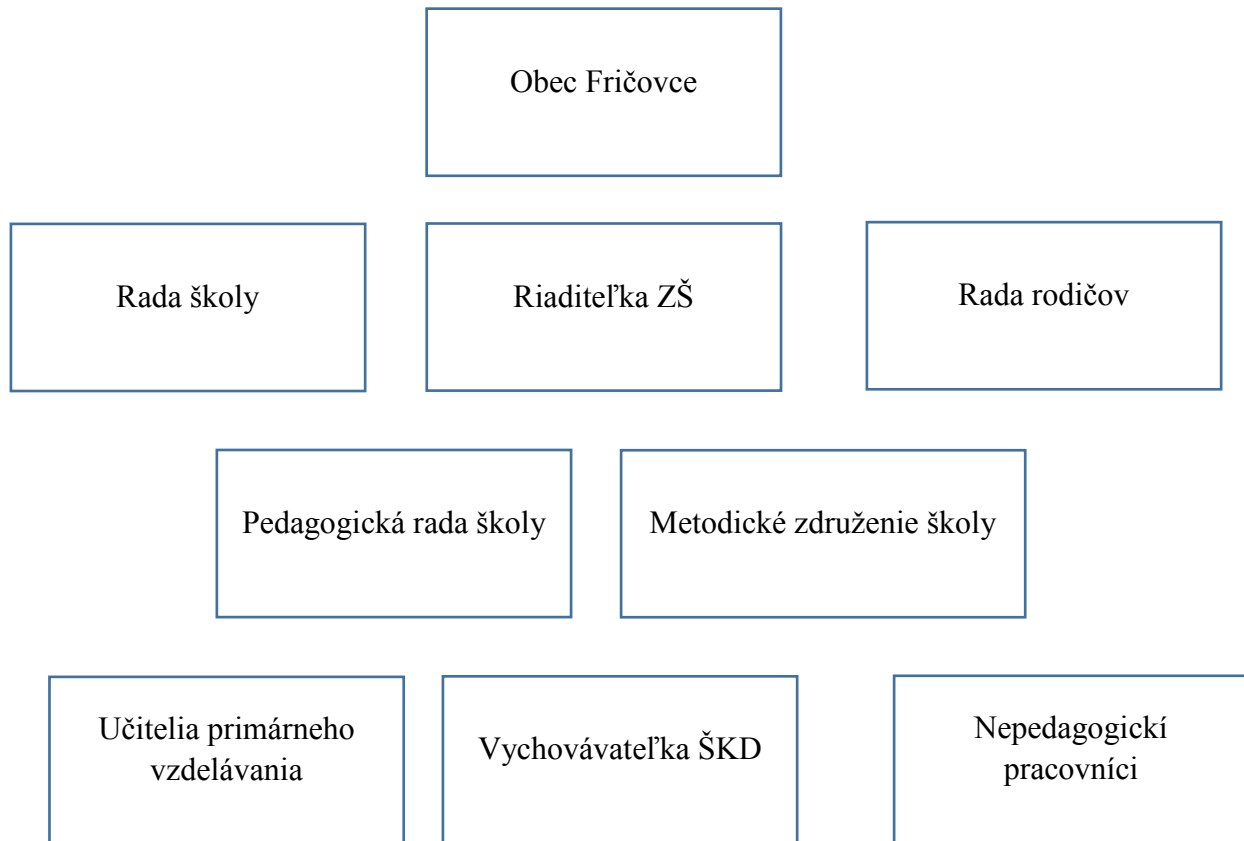 Obec Fričovce
Rada školy
Riaditeľka ZŠ
Rada rodičov
Pedagogická rada školy
Metodické združenie školy
Učitelia primárneho
vzdelávania
Vychovávateľka ŠKD
Nepedagogickí
pracovníci